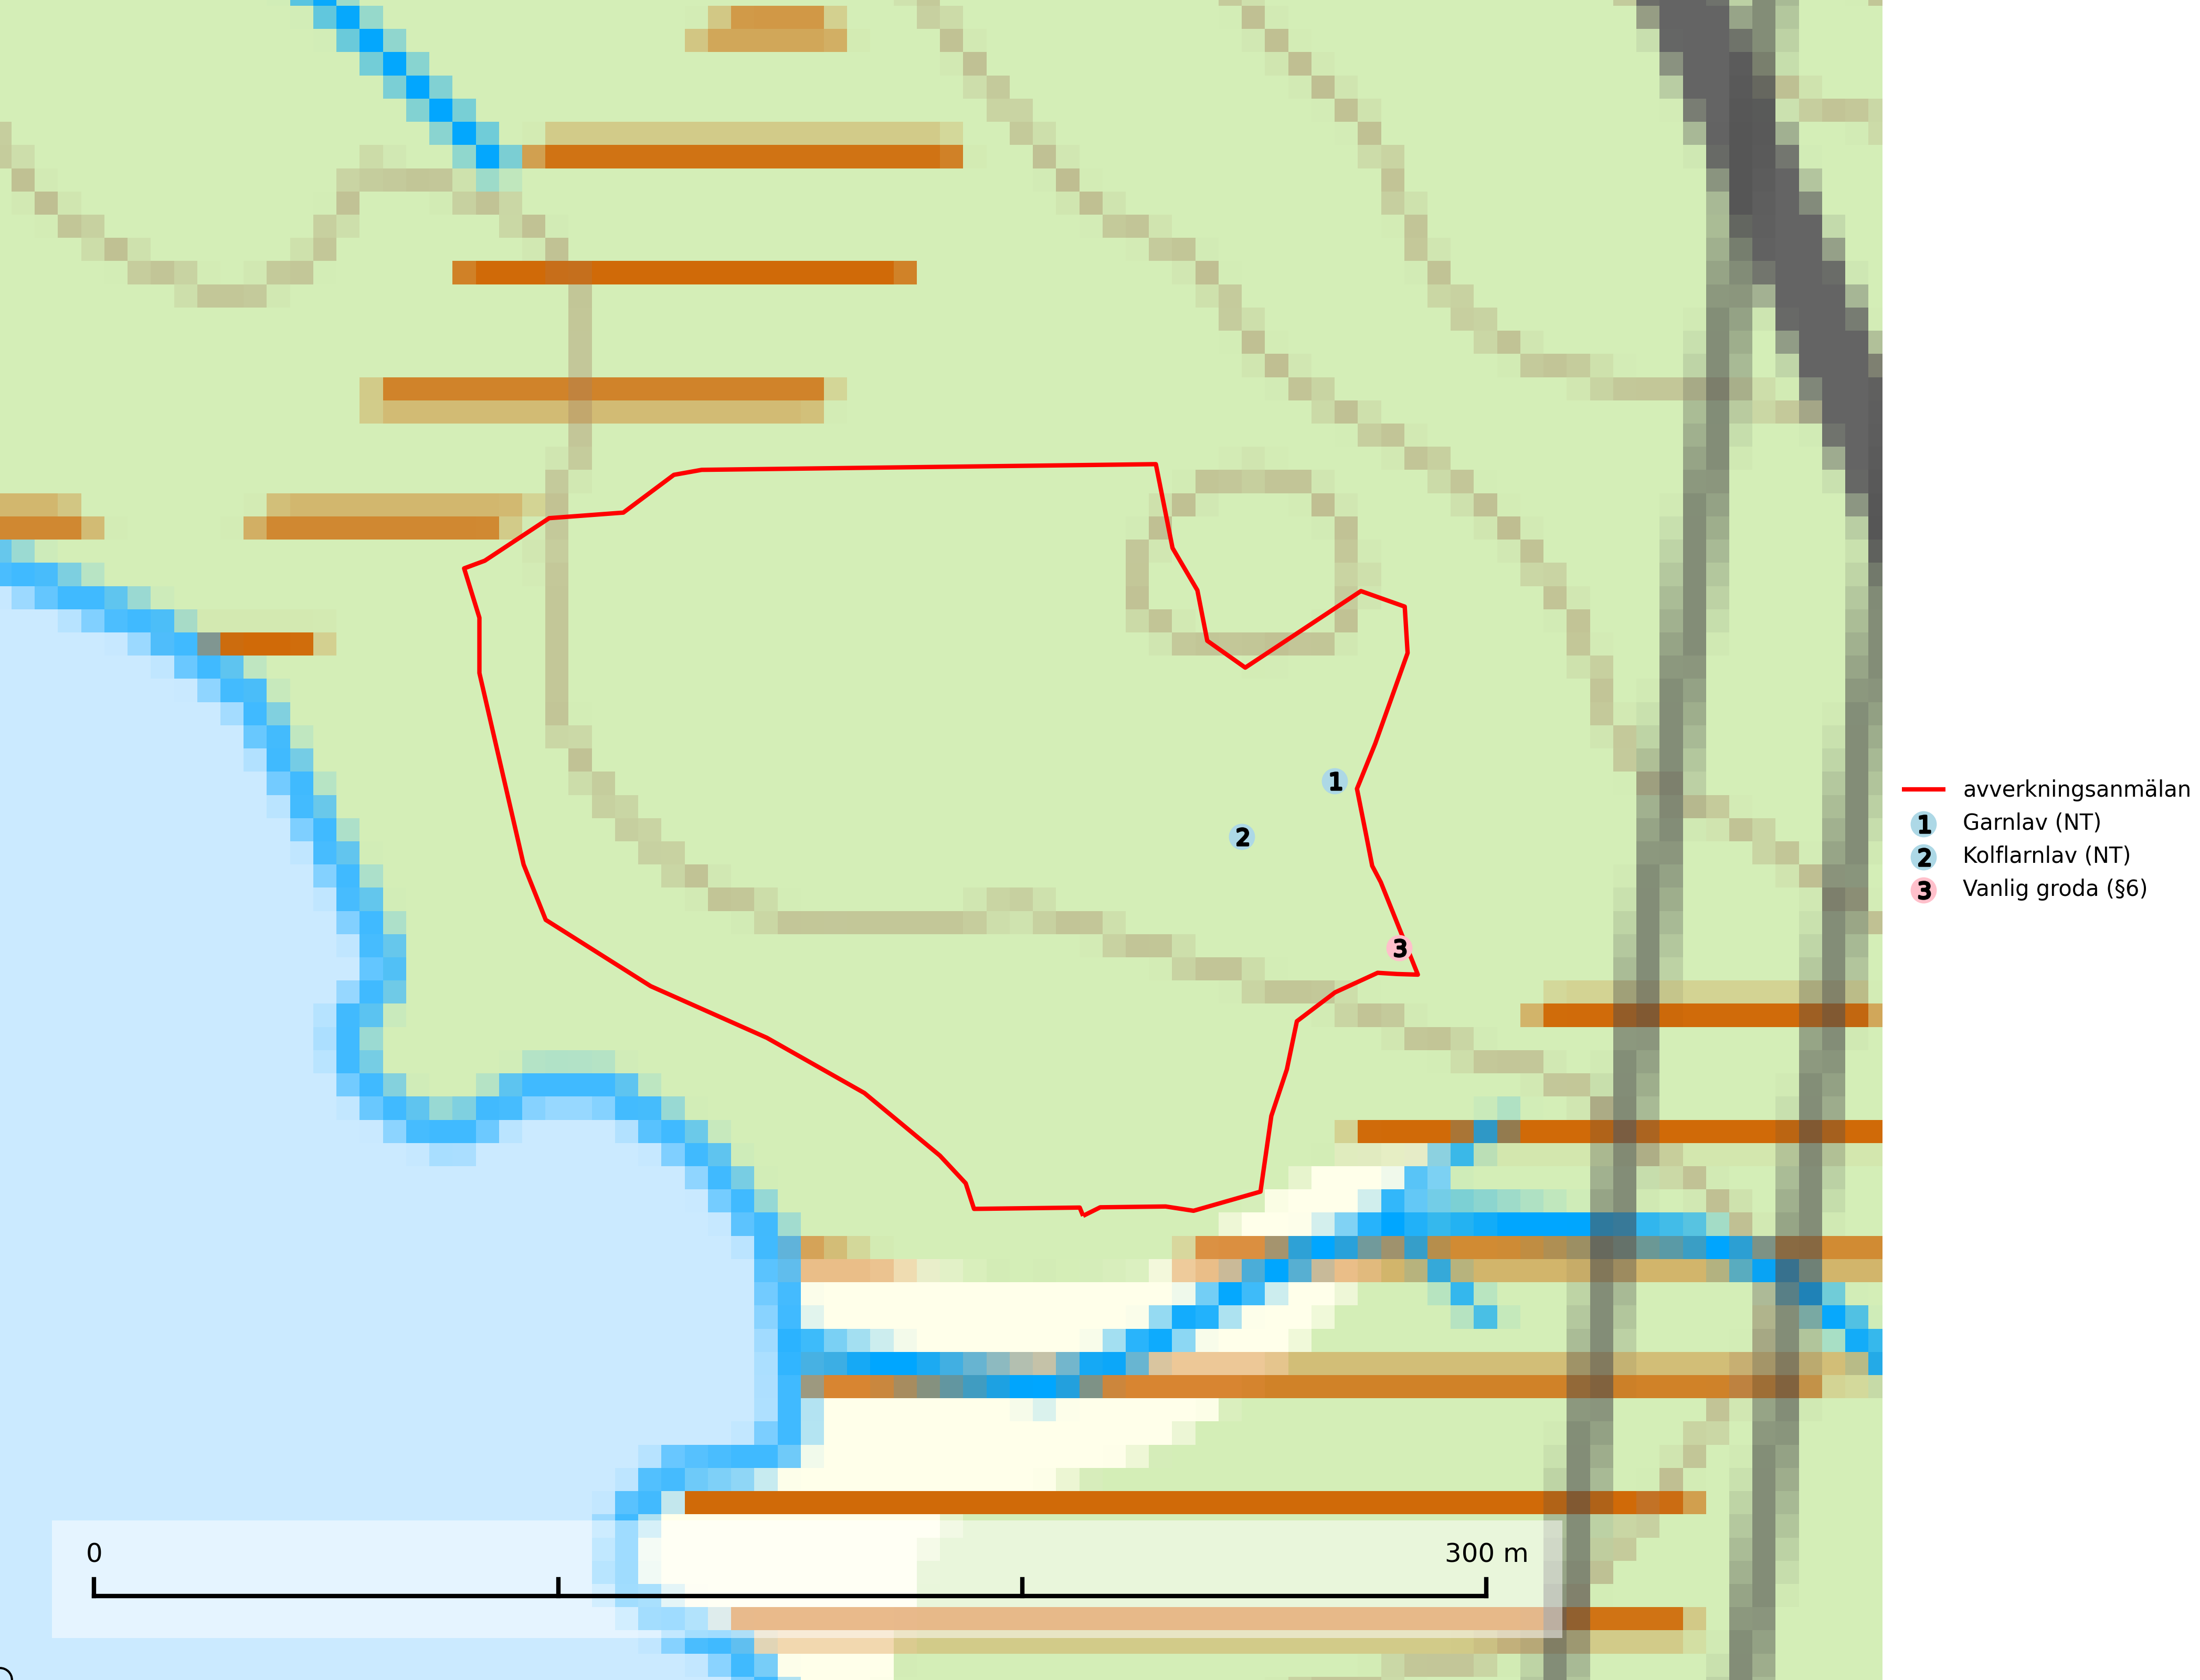 1
2
3
avverkningsanmälan
1 Garnlav (NT)
2 Kolflarnlav (NT)
3 Vanlig groda (§6)
0 300 m